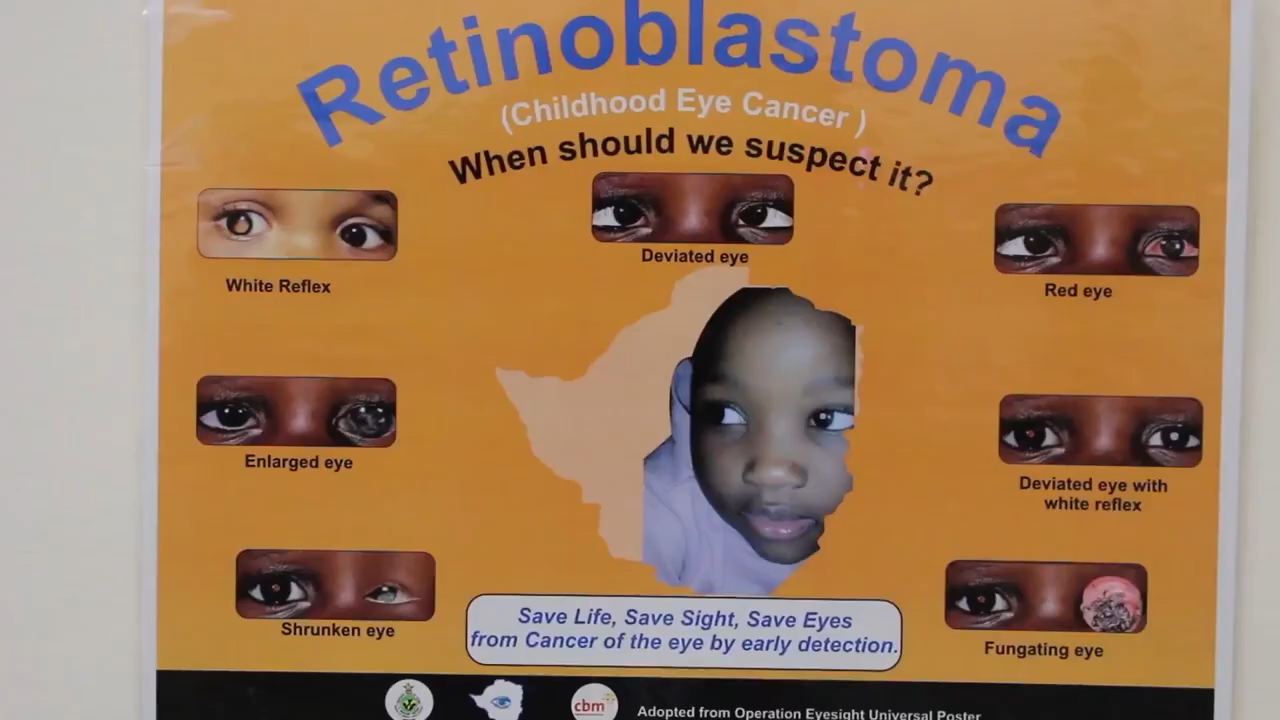 Retinoblastoma
(Childhood Eye Cancer )
When should we suspect it?
White Reflex
Deviated eye
Red eye
Enlarged eye
Deviated eye with
white reflex
Shrunken eye
Fungating eye
Save Life, Save Sight, Save Eyes
from Cancer of the eye by early detection.
cbm
Adopted from Operation Eyesight Universal Poster